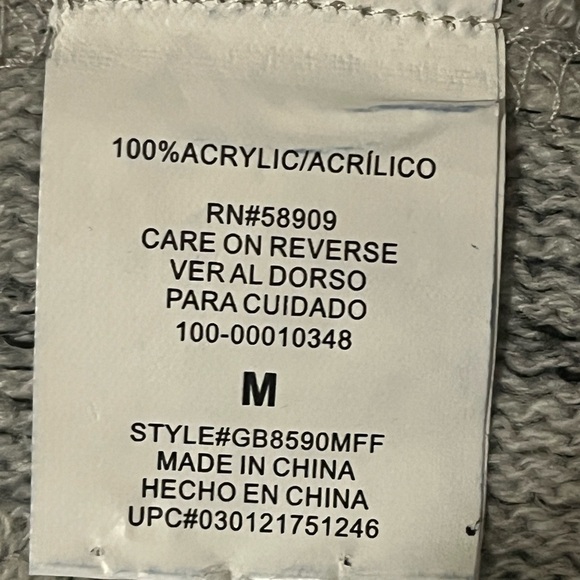 100%ACRYLIC/ACRÍLICO
RN#58909
CARE ON REVERSE
VER AL DORSO
PARA CUIDADO
100-00010348
M
STYLE#GB8590MFF
MADE IN CHINA
HECHO EN CHINA
UPC#030121751246